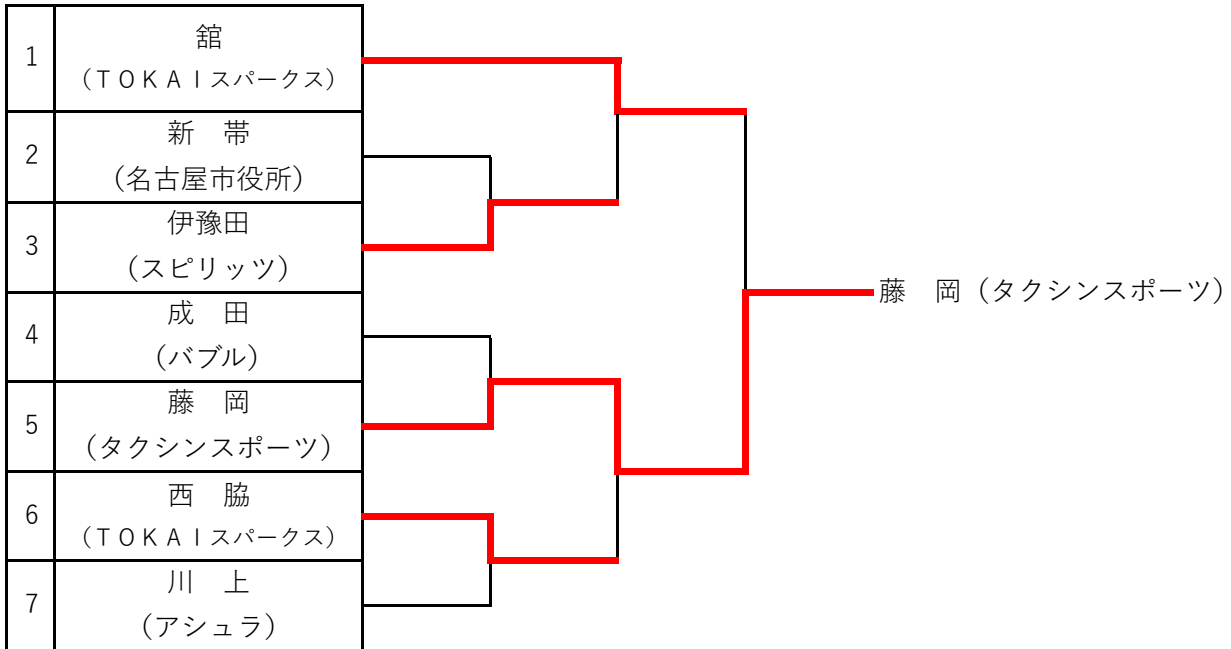 1
舘
（ＴＯＫＡＩスパークス）
2
新　帯
（名古屋市役所）
3
伊豫田
（スピリッツ）
4
成　田
（バブル）
5
藤　岡
（タクシンスポーツ）
藤　岡（タクシンスポーツ）
6
西　脇
（ＴＯＫＡＩスパークス）
7
川　上
（アシュラ）